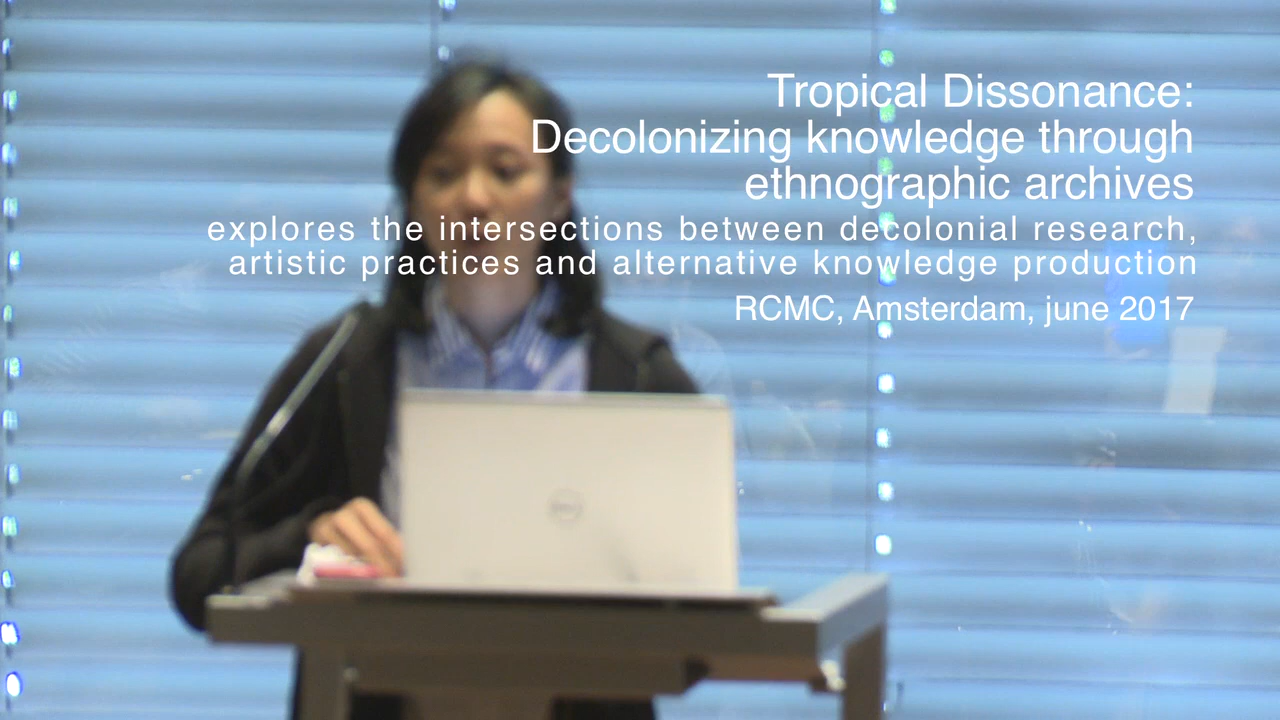 Tropical Dissonance:
Decolonizing knowledge through
ethnographic archives
explores the intersections between decolonial research,
artistic practices and alternative knowledge production
RCMC, Amsterdam, june 2017
DELL